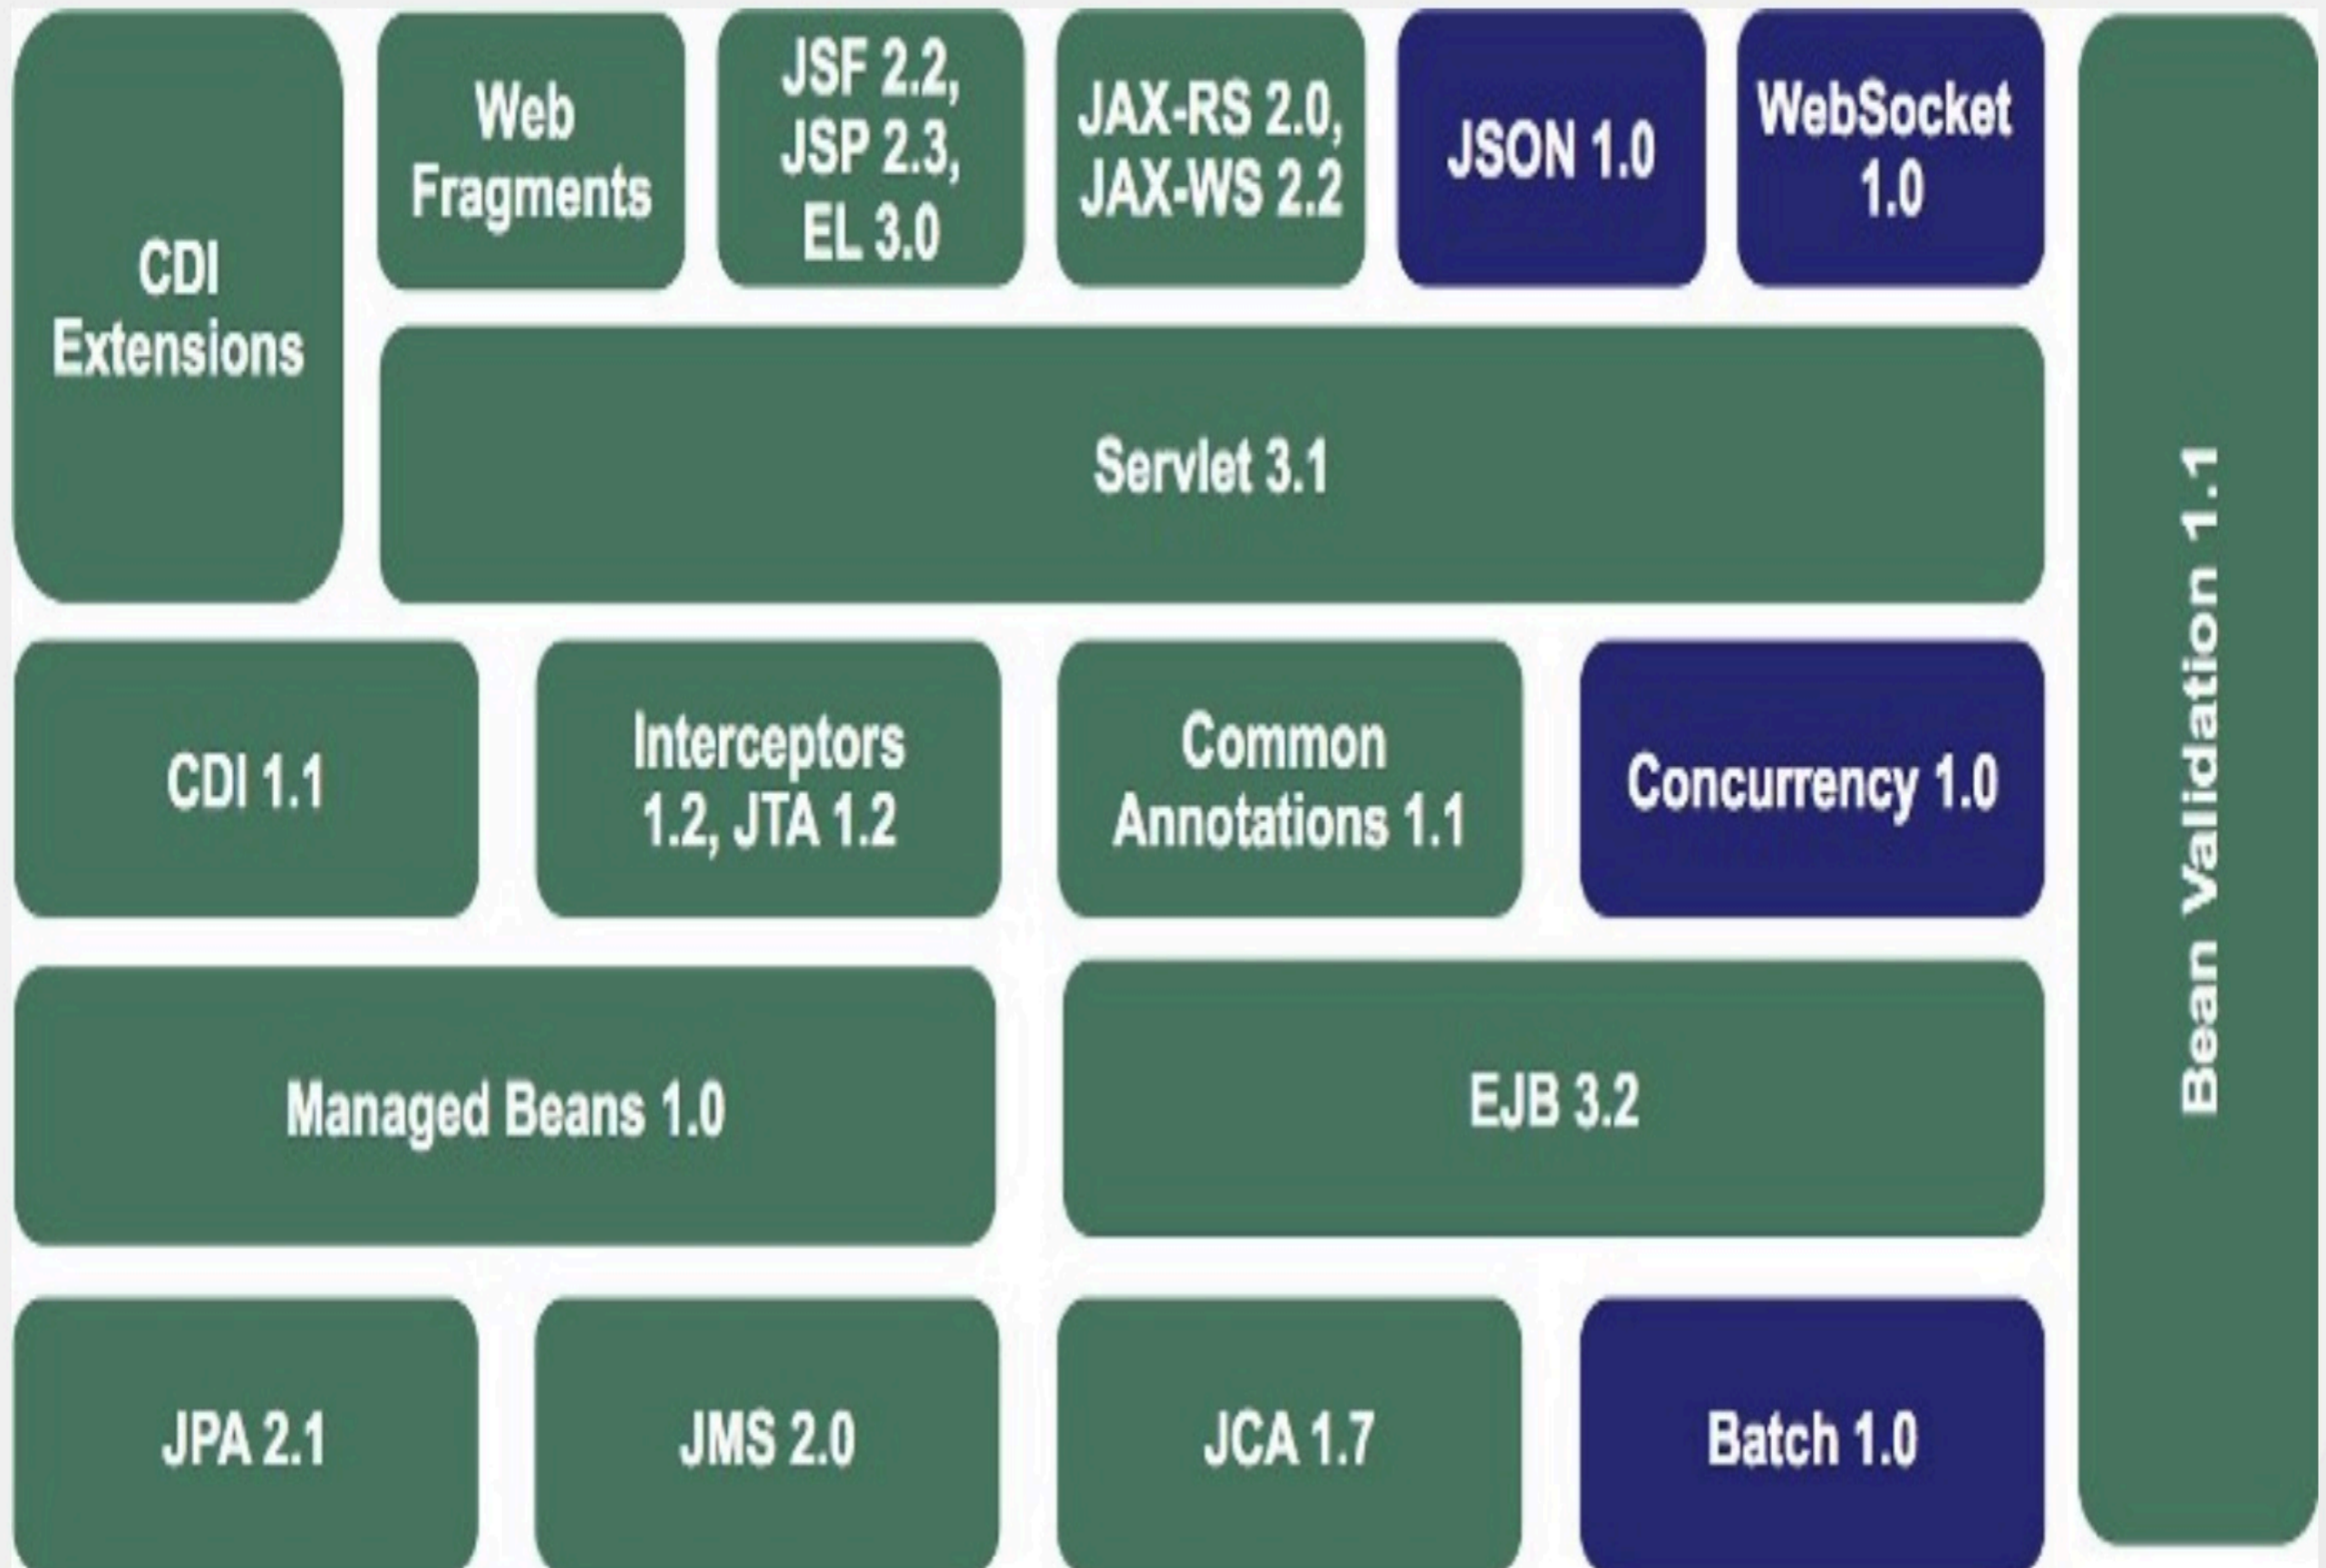 CDI
Extensions
Web
Fragments
JSF 2.2,
JSP 2.3,
EL 3.0
JAX-RS 2.0,
JAX-WS 2.2
JSON 1.0
WebSocket
1.0
Servlet 3.1
CDI 1.1
Interceptors
1.2, JTA 1.2
Common
Annotations 1.1
Concurrency 1.0
Managed Beans 1.0
EJB 3.2
JPA 2.1
JMS 2.0
JCA 1.7
Batch 1.0
Bean Validation 1.1